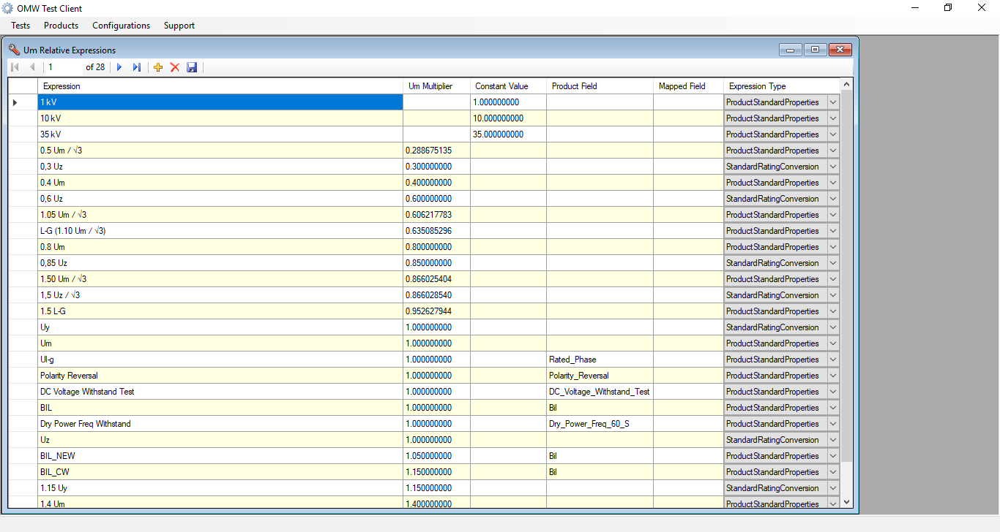 OMW Test Client
Tests Products Configurations Support
Um Relative Expressions
1 of 28
Expression Um Multiplier Constant Value Product Field Mapped Field Expression Type
1 kV 1.000000000 ProductStandardProperties
10 kV 10.000000000 ProductStandardProperties
35 kV 35.000000000 ProductStandardProperties
0.5 Um / √3 0.288675135 ProductStandardProperties
0,3 Uz 0.300000000 StandardRatingConversion
0.4 Um 0.400000000 ProductStandardProperties
0,6 Uz 0.600000000 StandardRatingConversion
1.05 Um / √3 0.606217783 ProductStandardProperties
L-G (1.10 Um / √3) 0.635085296 ProductStandardProperties
0.8 Um 0.800000000 ProductStandardProperties
0,85 Uz 0.850000000 StandardRatingConversion
1.50 Um / √3 0.866025404 ProductStandardProperties
1,5 Uz / √3 0.866028540 StandardRatingConversion
1.5 L-G 0.952627944 ProductStandardProperties
Uy 1.000000000 StandardRatingConversion
Um 1.000000000 ProductStandardProperties
Ul-g 1.000000000 Rated_Phase ProductStandardProperties
Polarity Reversal 1.000000000 Polarity_Reversal ProductStandardProperties
DC Voltage Withstand Test 1.000000000 DC_Voltage_Withstand_Test ProductStandardProperties
BIL 1.000000000 Bil ProductStandardProperties
Dry Power Freq Withstand 1.000000000 Dry_Power_Freq_60_S ProductStandardProperties
Uz 1.000000000 StandardRatingConversion
BIL_NEW 1.050000000 Bil ProductStandardProperties
BIL_CW 1.150000000 Bil ProductStandardProperties
1.15 Uy 1.150000000 StandardRatingConversion
1.4 Um 1.400000000 ProductStandardProperties